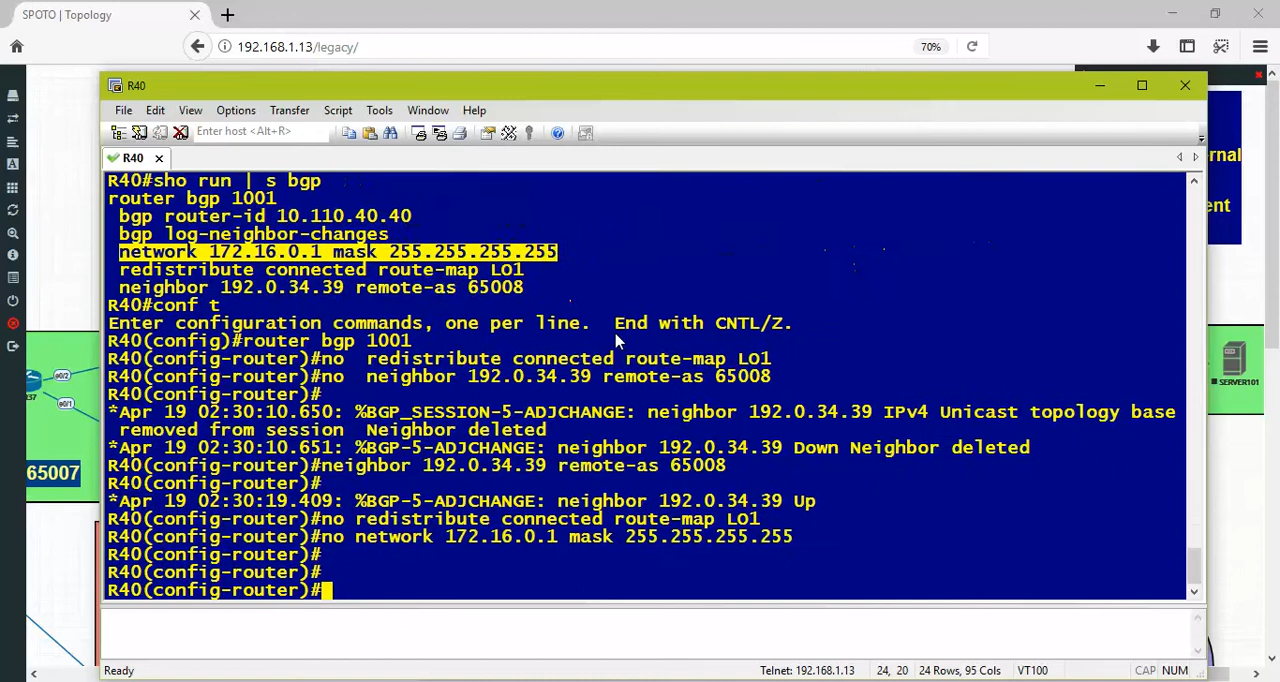 SPOTO | Topology
192.168.1.13/legacy/
70%
R40
File Edit View Options Transfer Script Tools Window Help
Enter host <Alt+R>
R40
R40#sho run | s bgp
router bgp 1001
bgp router-id 10.110.40.40
bgp log-neighbor-changes
network 172.16.0.1 mask 255.255.255.255
redistribute connected route-map LO1
neighbor 192.0.34.39 remote-as 65008
R40#conf t
Enter configuration commands, one per line.  End with CNTL/Z.
R40(config)#router bgp 1001
R40(config-router)#no  redistribute connected route-map LO1
R40(config-router)#no  neighbor 192.0.34.39 remote-as 65008
R40(config-router)#
*Apr 19 02:30:10.650: %BGP_SESSION-5-ADJCHANGE: neighbor 192.0.34.39 IPv4 Unicast topology base
removed from session  Neighbor deleted
*Apr 19 02:30:10.651: %BGP-5-ADJCHANGE: neighbor 192.0.34.39 Down Neighbor deleted
R40(config-router)#neighbor 192.0.34.39 remote-as 65008
R40(config-router)#
*Apr 19 02:30:19.409: %BGP-5-ADJCHANGE: neighbor 192.0.34.39 Up
R40(config-router)#no redistribute connected route-map LO1
R40(config-router)#no network 172.16.0.1 mask 255.255.255.255
R40(config-router)#
R40(config-router)#
R40(config-router)#
Ready
Telnet: 192.168.1.13 24, 20 24 Rows, 95 Cols VT100 CAP NUM
e0/2
e0/1
37
65007
rnal
ent
SERVER101